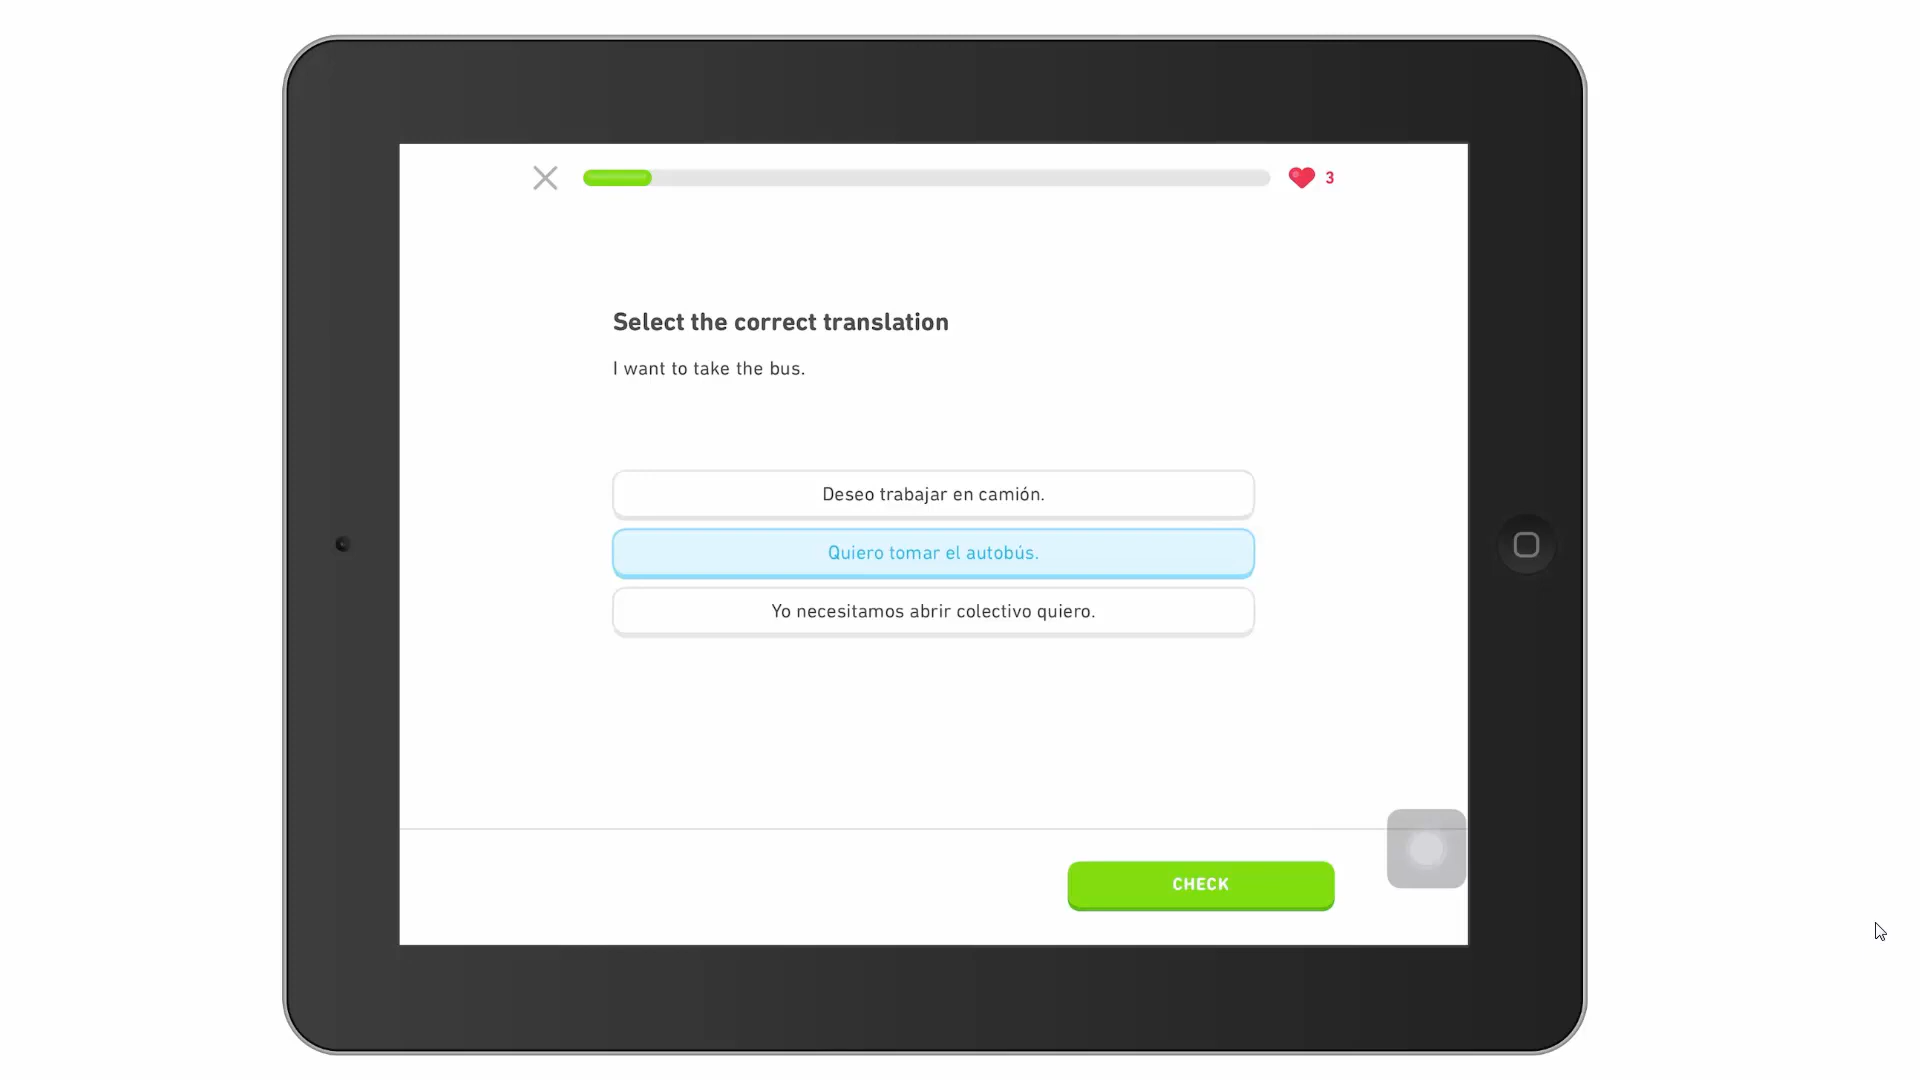 3
Select the correct translation
I want to take the bus.
Deseo trabajar en camión.
Quiero tomar el autobús.
Yo necesitamos abrir colectivo quiero.
CHECK